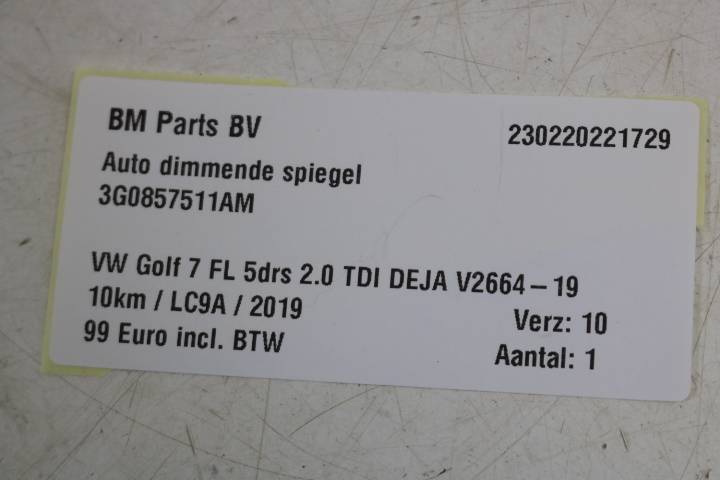 BM Parts BV
230220221729
Auto dimmende spiegel
3G0857511AM
VW Golf 7 FL 5drs 2.0 TDI DEJA V2664-19
10km / LC9A / 2019
Verz: 10
99 Euro incl. BTW
Aantal: 1